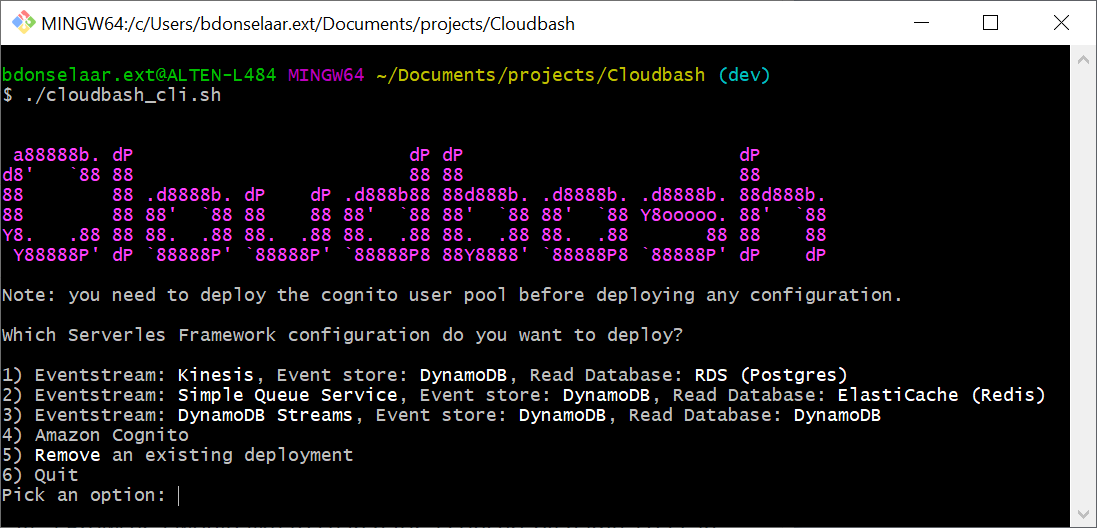 MINGW64:/c/Users/bdonselaar.ext/Documents/projects/Cloudbash
bdonselaar.ext@ALTEN-L484 MINGW64 ~/Documents/projects/Cloudbash (dev)
$ ./cloudbash_cli.sh
 a88888b. dP                         dP dP                         dP
d8'   `88 88                         88 88                         88
88        88 .d8888b. dP    dP .d888b88 88d888b. .d8888b. .d8888b. 88d888b.
88        88 88'  `88 88    88 88'  `88 88'  `88 88'  `88 Y8ooooo. 88'  `88
Y8.   .88 88 88.  .88 88.  .88 88.  .88 88.  .88 88.  .88       88 88    88
 Y88888P' dP `88888P' `88888P' `88888P8 88Y8888' `88888P8 `88888P' dP    dP
Note: you need to deploy the cognito user pool before deploying any configuration.
Which Serverles Framework configuration do you want to deploy?
1) Eventstream: Kinesis, Event store: DynamoDB, Read Database: RDS (Postgres)
2) Eventstream: Simple Queue Service, Event store: DynamoDB, Read Database: ElastiCache (Redis)
3) Eventstream: DynamoDB Streams, Event store: DynamoDB, Read Database: DynamoDB
4) Amazon Cognito
5) Remove an existing deployment
6) Quit
Pick an option: